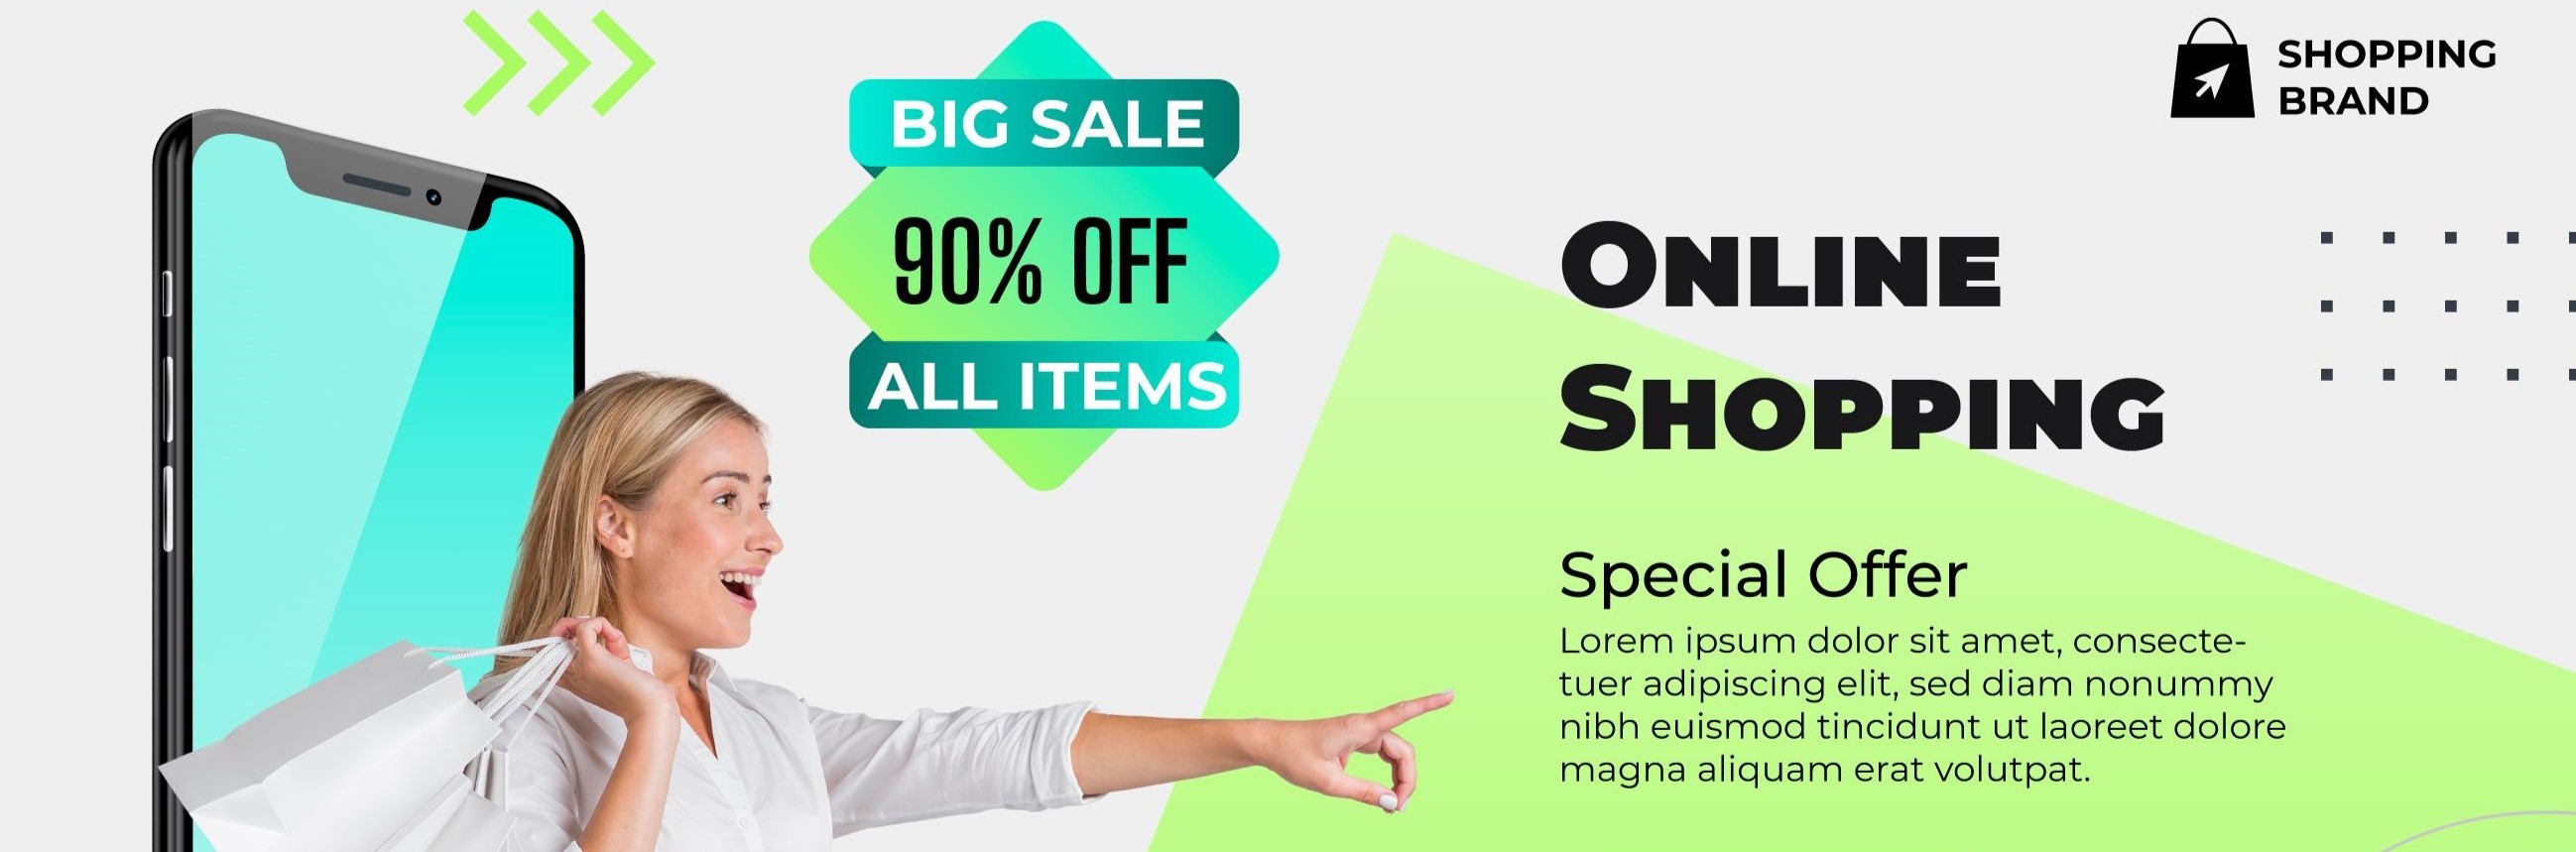 BIG SALE
90% OFF
ALL ITEMS
SHOPPING
BRAND
ONLINE
SHOPPING
Special Offer
Lorem ipsum dolor sit amet, consecte-
tuer adipiscing elit, sed diam nonummy
nibh euismod tincidunt ut laoreet dolore
magna aliquam erat volutpat.